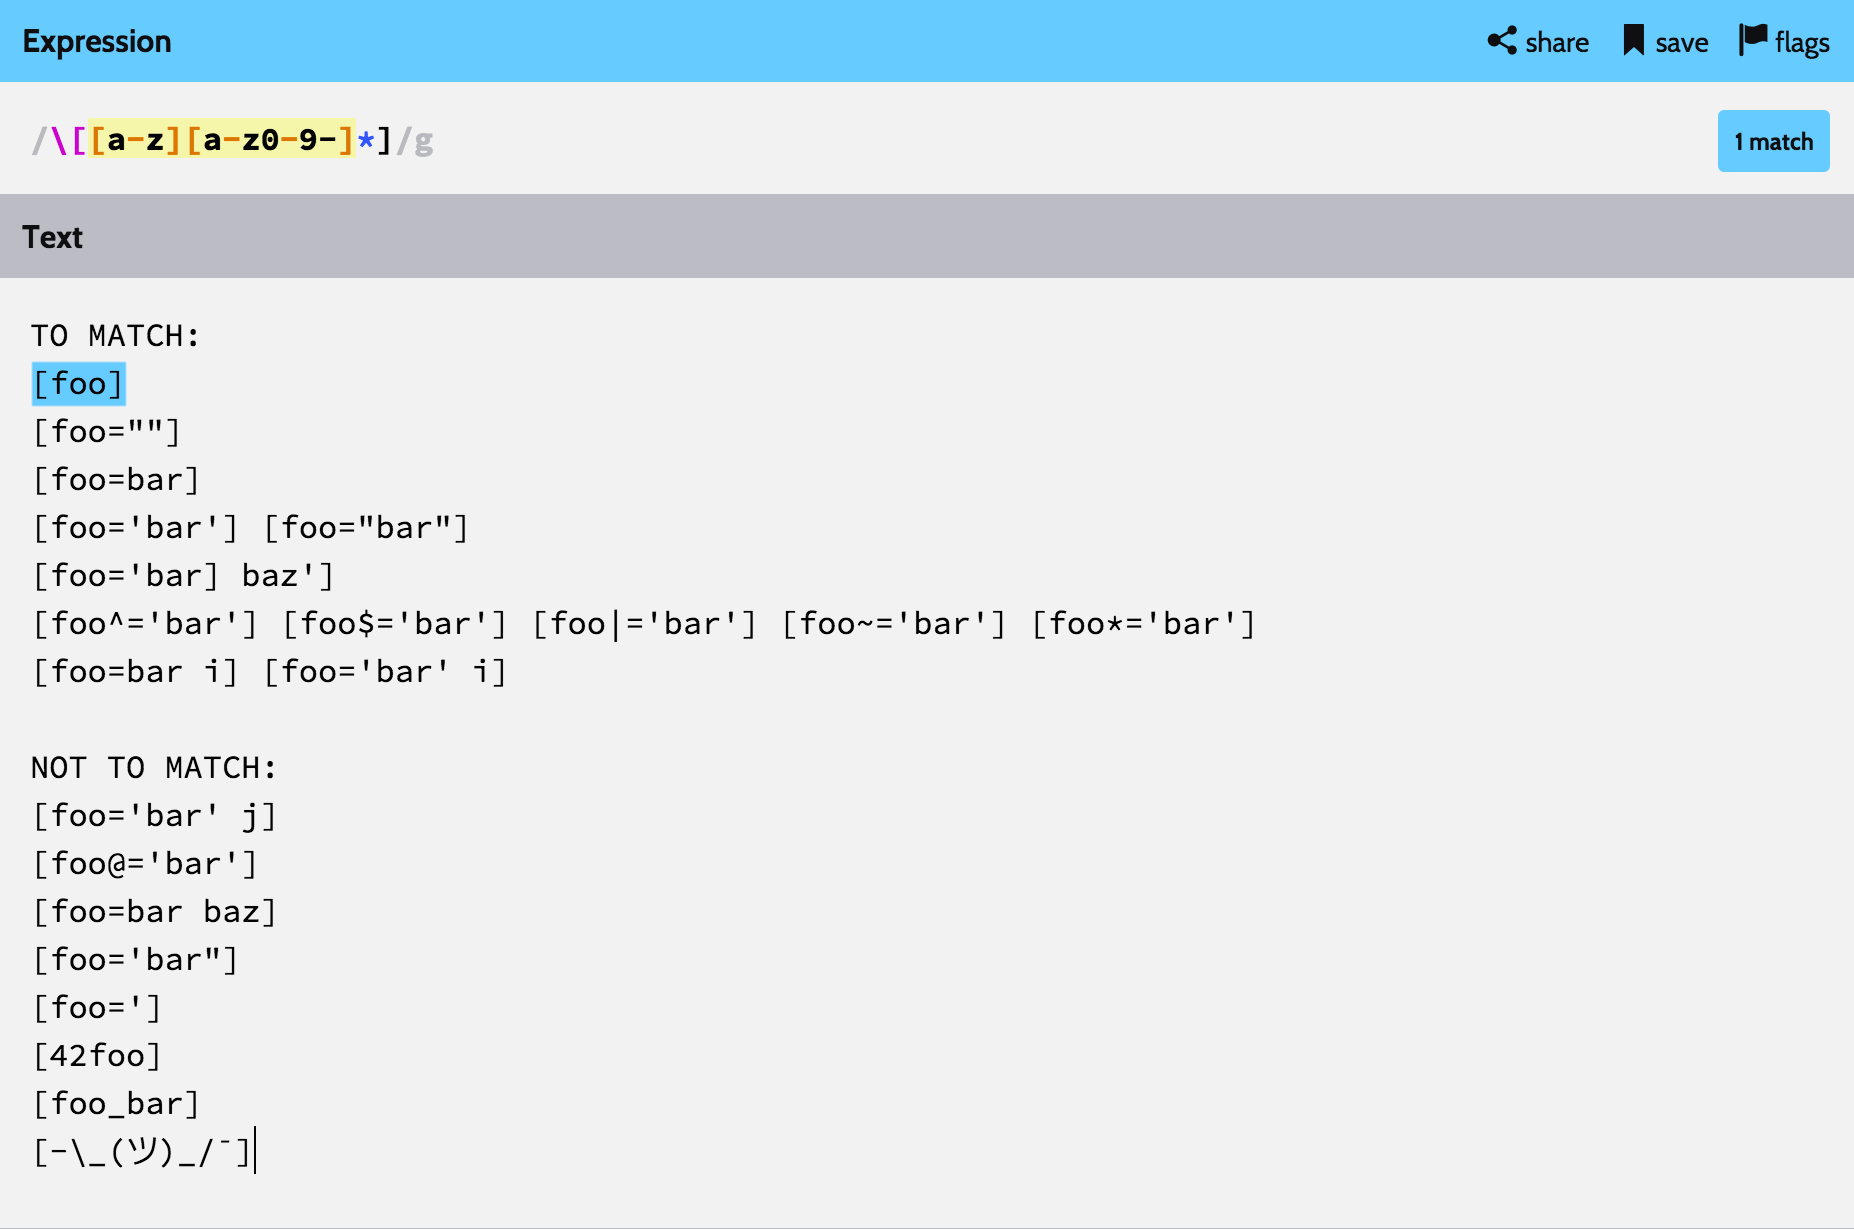 Expression share save flags
/\[[a-z][a-z0-9-]*]/g 1 match
Text
TO MATCH:
[foo]
[foo=""]
[foo=bar]
[foo='bar'] [foo="bar"]
[foo='bar] baz']
[foo^='bar'] [foo$='bar'] [foo|='bar'] [foo~='bar'] [foo*='bar']
[foo=bar i] [foo='bar' i]
NOT TO MATCH:
[foo='bar' j]
[foo@='bar']
[foo=bar baz]
[foo='bar"]
[foo=']
[42foo]
[foo_bar]
[-\_(ツ)_/¯]